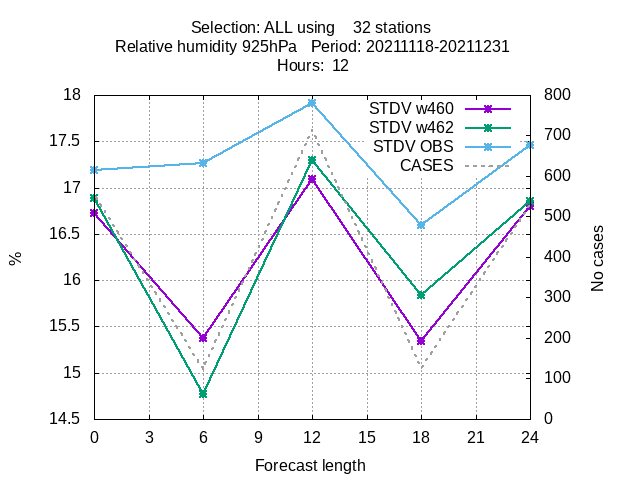 Selection: ALL using    32 stations
Relative humidity 925hPa   Period: 20211118-20211231
Hours:  12
STDV w460
STDV w462
STDV OBS
CASES
18
17.5
17
16.5
16
15.5
15
14.5
%
800
700
600
500
400
300
200
100
0
No cases
0 3 6 9 12 15 18 21 24
Forecast length